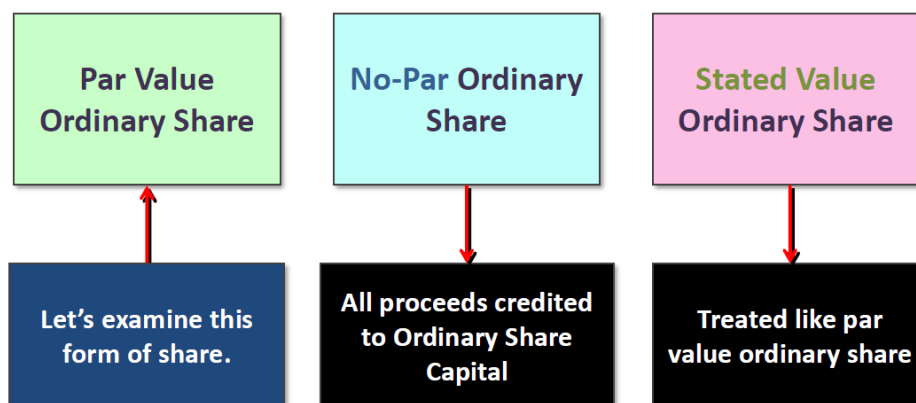 Par Value
Ordinary Share
No-Par Ordinary
Share
Stated Value
Ordinary Share
Let's examine this
form of share.
All proceeds credited
to Ordinary Share
Capital
Treated like par
value ordinary share